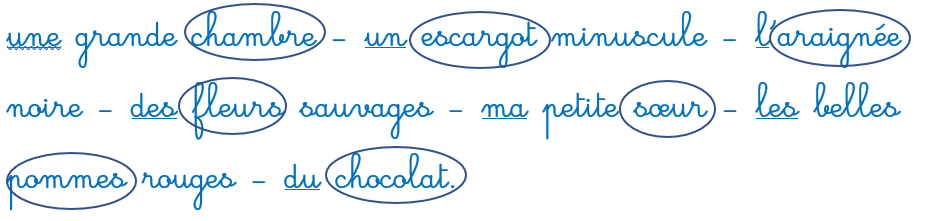 une grande chambre – un escargot minuscule – l'araignée
noire – des fleurs sauvages – ma petite sœur – les belles
pommes rouges – du chocolat.